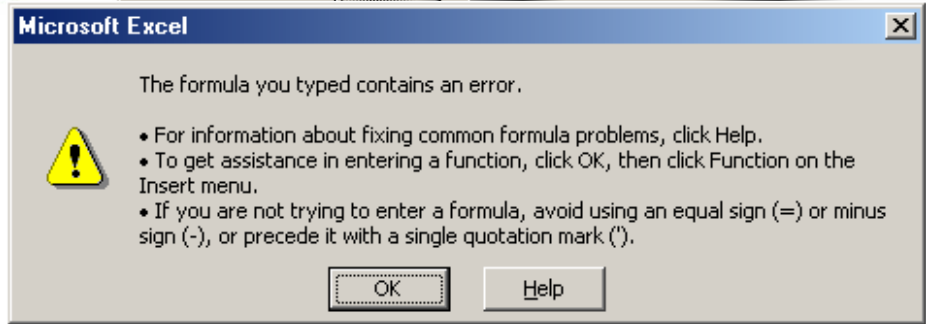 Microsoft Excel
The formula you typed contains an error.
• For information about fixing common formula problems, click Help.
• To get assistance in entering a function, click OK, then click Function on the
Insert menu.
• If you are not trying to enter a formula, avoid using an equal sign (=) or minus
sign (-), or precede it with a single quotation mark (').
OK Help